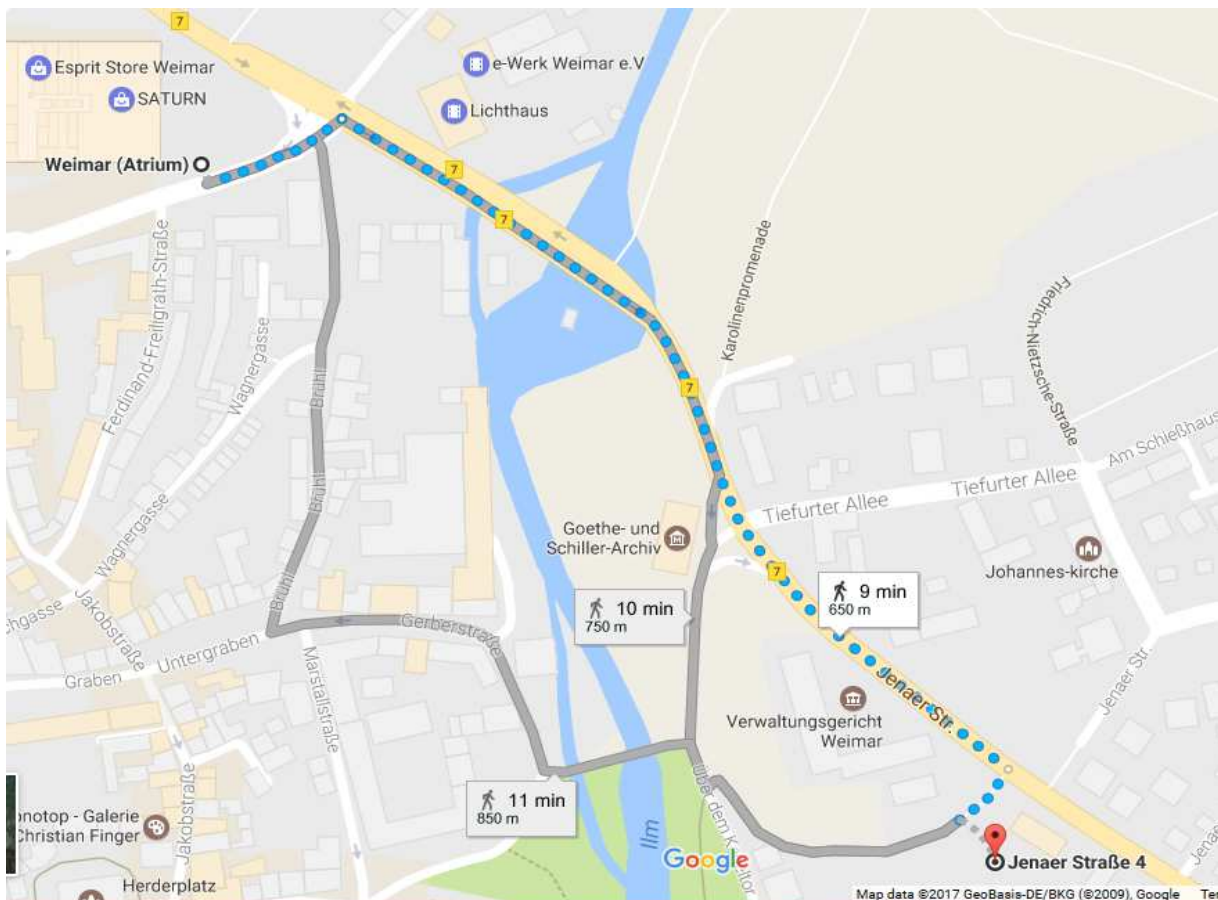 7
Esprit Store Weimar
SATURN
e-Werk Weimar e.V
Lichthaus
Weimar (Atrium)
7
7
Ferdinand-Freiligrath-Straße
Wagnergasse
Brühl
Karolinenpromenade
Friedrich-Nietzsche-Straße
7
Am Schießhaus
Tiefurter Allee
Tiefurter Allee
Brühl
Wagnergasse
Goethe- und
Schiller-Archiv
7
Johannes-kirche
9 min
650 m
10 min
750 m
Brühl
Jakobstraße
Gerberstraße
Graben
Untergraben
Marstallstraße
Jenaer Str.
Jenaer Str.
Verwaltungsgericht
Weimar
11 min
850 m
Über dem K
Ilm
Jakobstraße
Christian Finger
Galerie
Herderplatz
Google
Jenaer Straße 4
Map data ©2017 GeoBasis-DE/BKG (©2009), Google